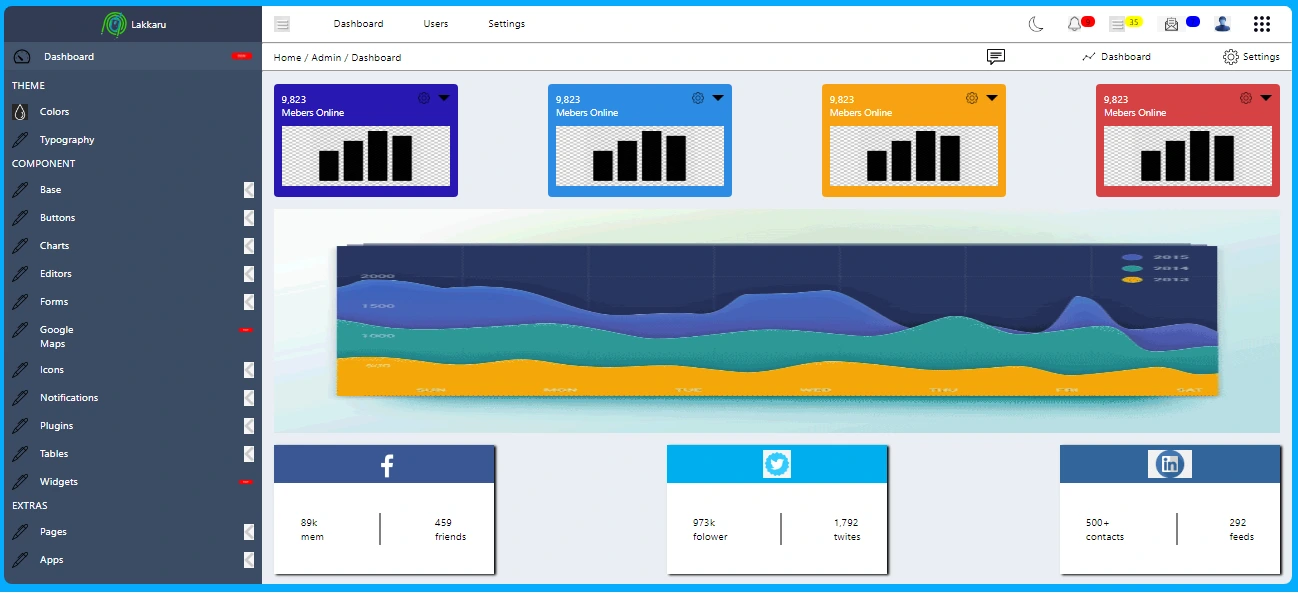 Lakkaru
Dashboard
Users
Settings
35
Dashboard
Home / Admin / Dashboard
Dashboard
Settings
THEME
Colors
Typography
COMPONENT
Base
Buttons
Charts
Editors
Forms
Google
Maps
Icons
Notifications
Plugins
Tables
Widgets
EXTRAS
Pages
Apps
9,823
Mebers Online
9,823
Mebers Online
9,823
Mebers Online
9,823
Mebers Online
2015
2014
2013
2000
1500
1000
500
SUN MON TUE WED THU FRI SAT
f
in
89k
mem
459
friends
973k
folower
1,792
twites
500+
contacts
292
feeds